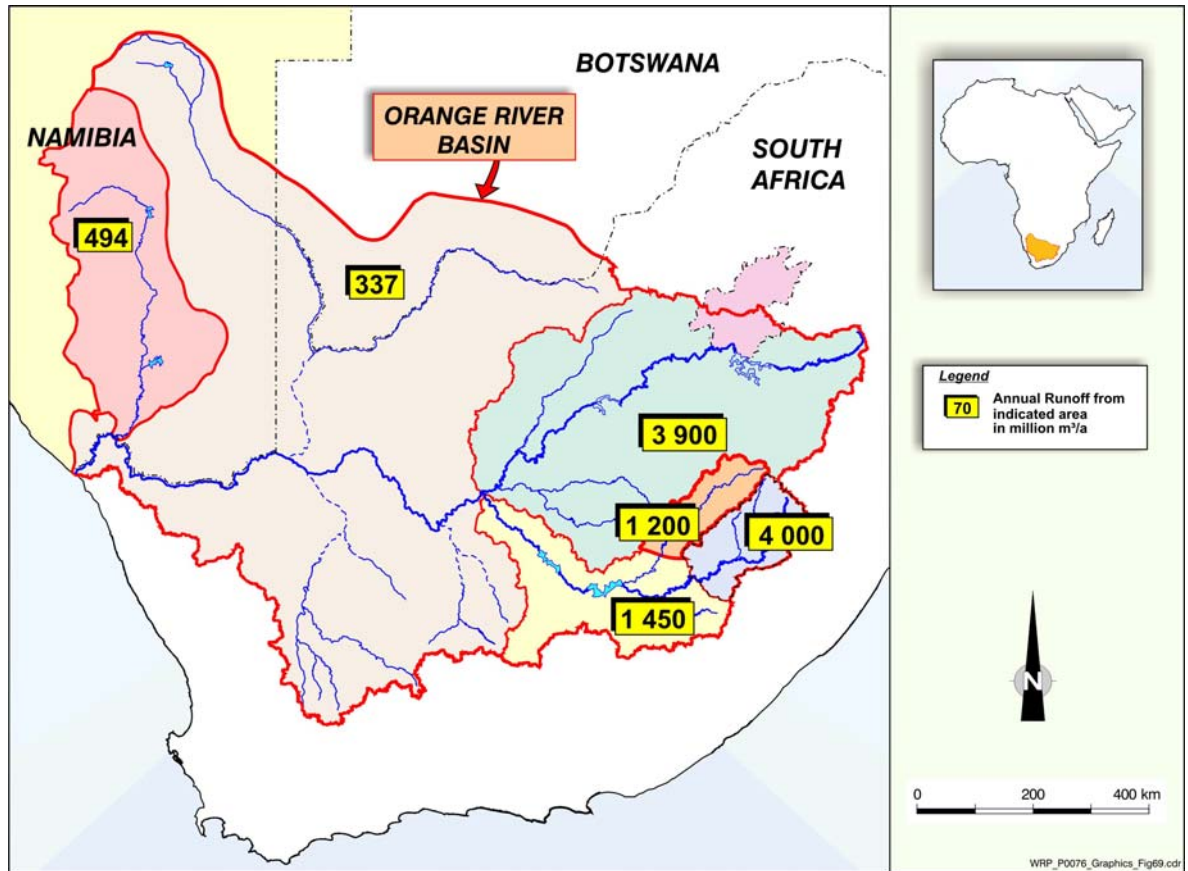 BOTSWANA
ORANGE RIVER
BASIN
NAMIBIA
SOUTH
AFRICA
494
337
3 900
1 200
4 000
1 450
Legend
70
Annual Runoff from
indicated area
in million m³/a
N
0 200 400 km
WRP_P0076_Graphics_Fig69.cdr